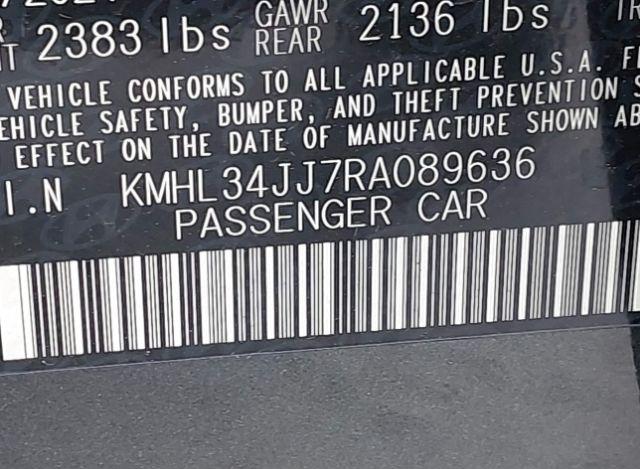 GAWR
2383 lbs REAR 2136 lbs
VEHICLE CONFORMS TO ALL APPLICABLE U.S.A.
VEHICLE SAFETY, BUMPER, AND THEFT PREVENTION
EFFECT ON THE DATE OF MANUFACTURE SHOWN
I.N KMHL34JJ7RA089636
PASSENGER CAR